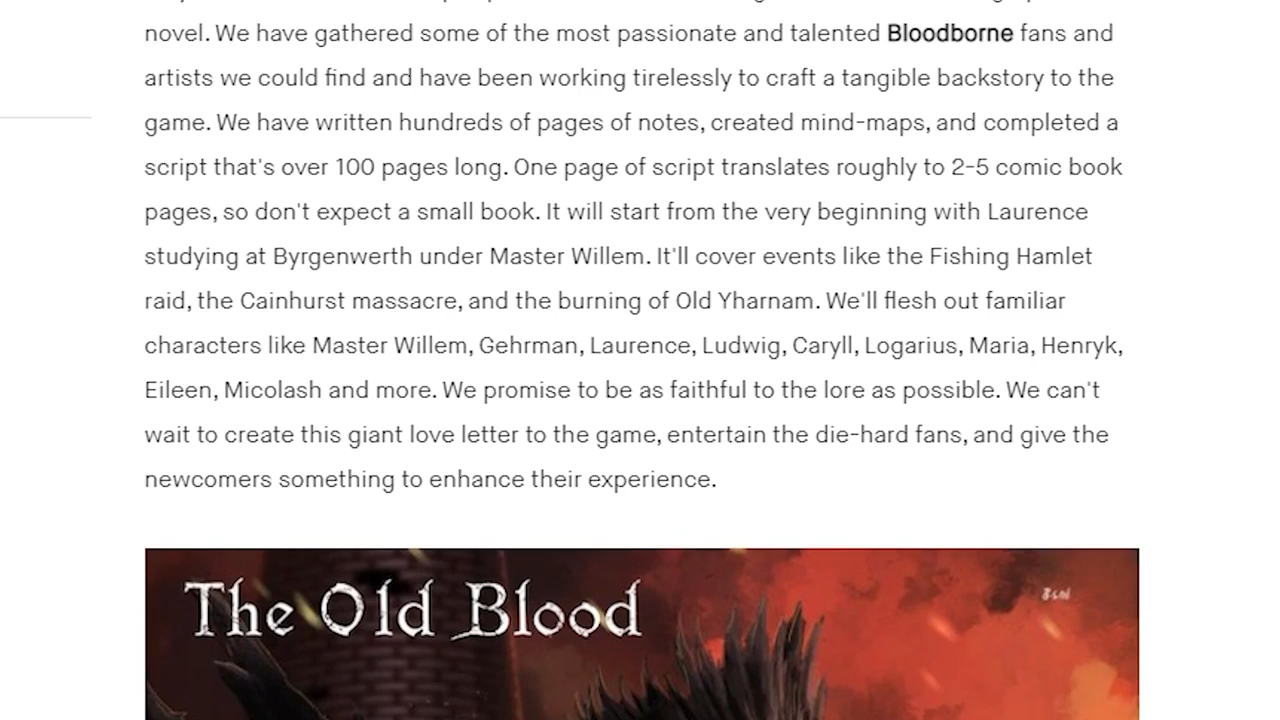 novel. We have gathered some of the most passionate and talented Bloodborne fans and
artists we could find and have been working tirelessly to craft a tangible backstory to the
game. We have written hundreds of pages of notes, created mind-maps, and completed a
script that's over 100 pages long. One page of script translates roughly to 2-5 comic book
pages, so don't expect a small book. It will start from the very beginning with Laurence
studying at Byrgenwerth under Master Willem. It'll cover events like the Fishing Hamlet
raid, the Cainhurst massacre, and the burning of Old Yharnam. We'll flesh out familiar
characters like Master Willem, Gehrman, Laurence, Ludwig, Caryll, Logarius, Maria, Henryk,
Eileen, Micolash and more. We promise to be as faithful to the lore as possible. We can't
wait to create this giant love letter to the game, entertain the die-hard fans, and give the
newcomers something to enhance their experience.
The Old Blood